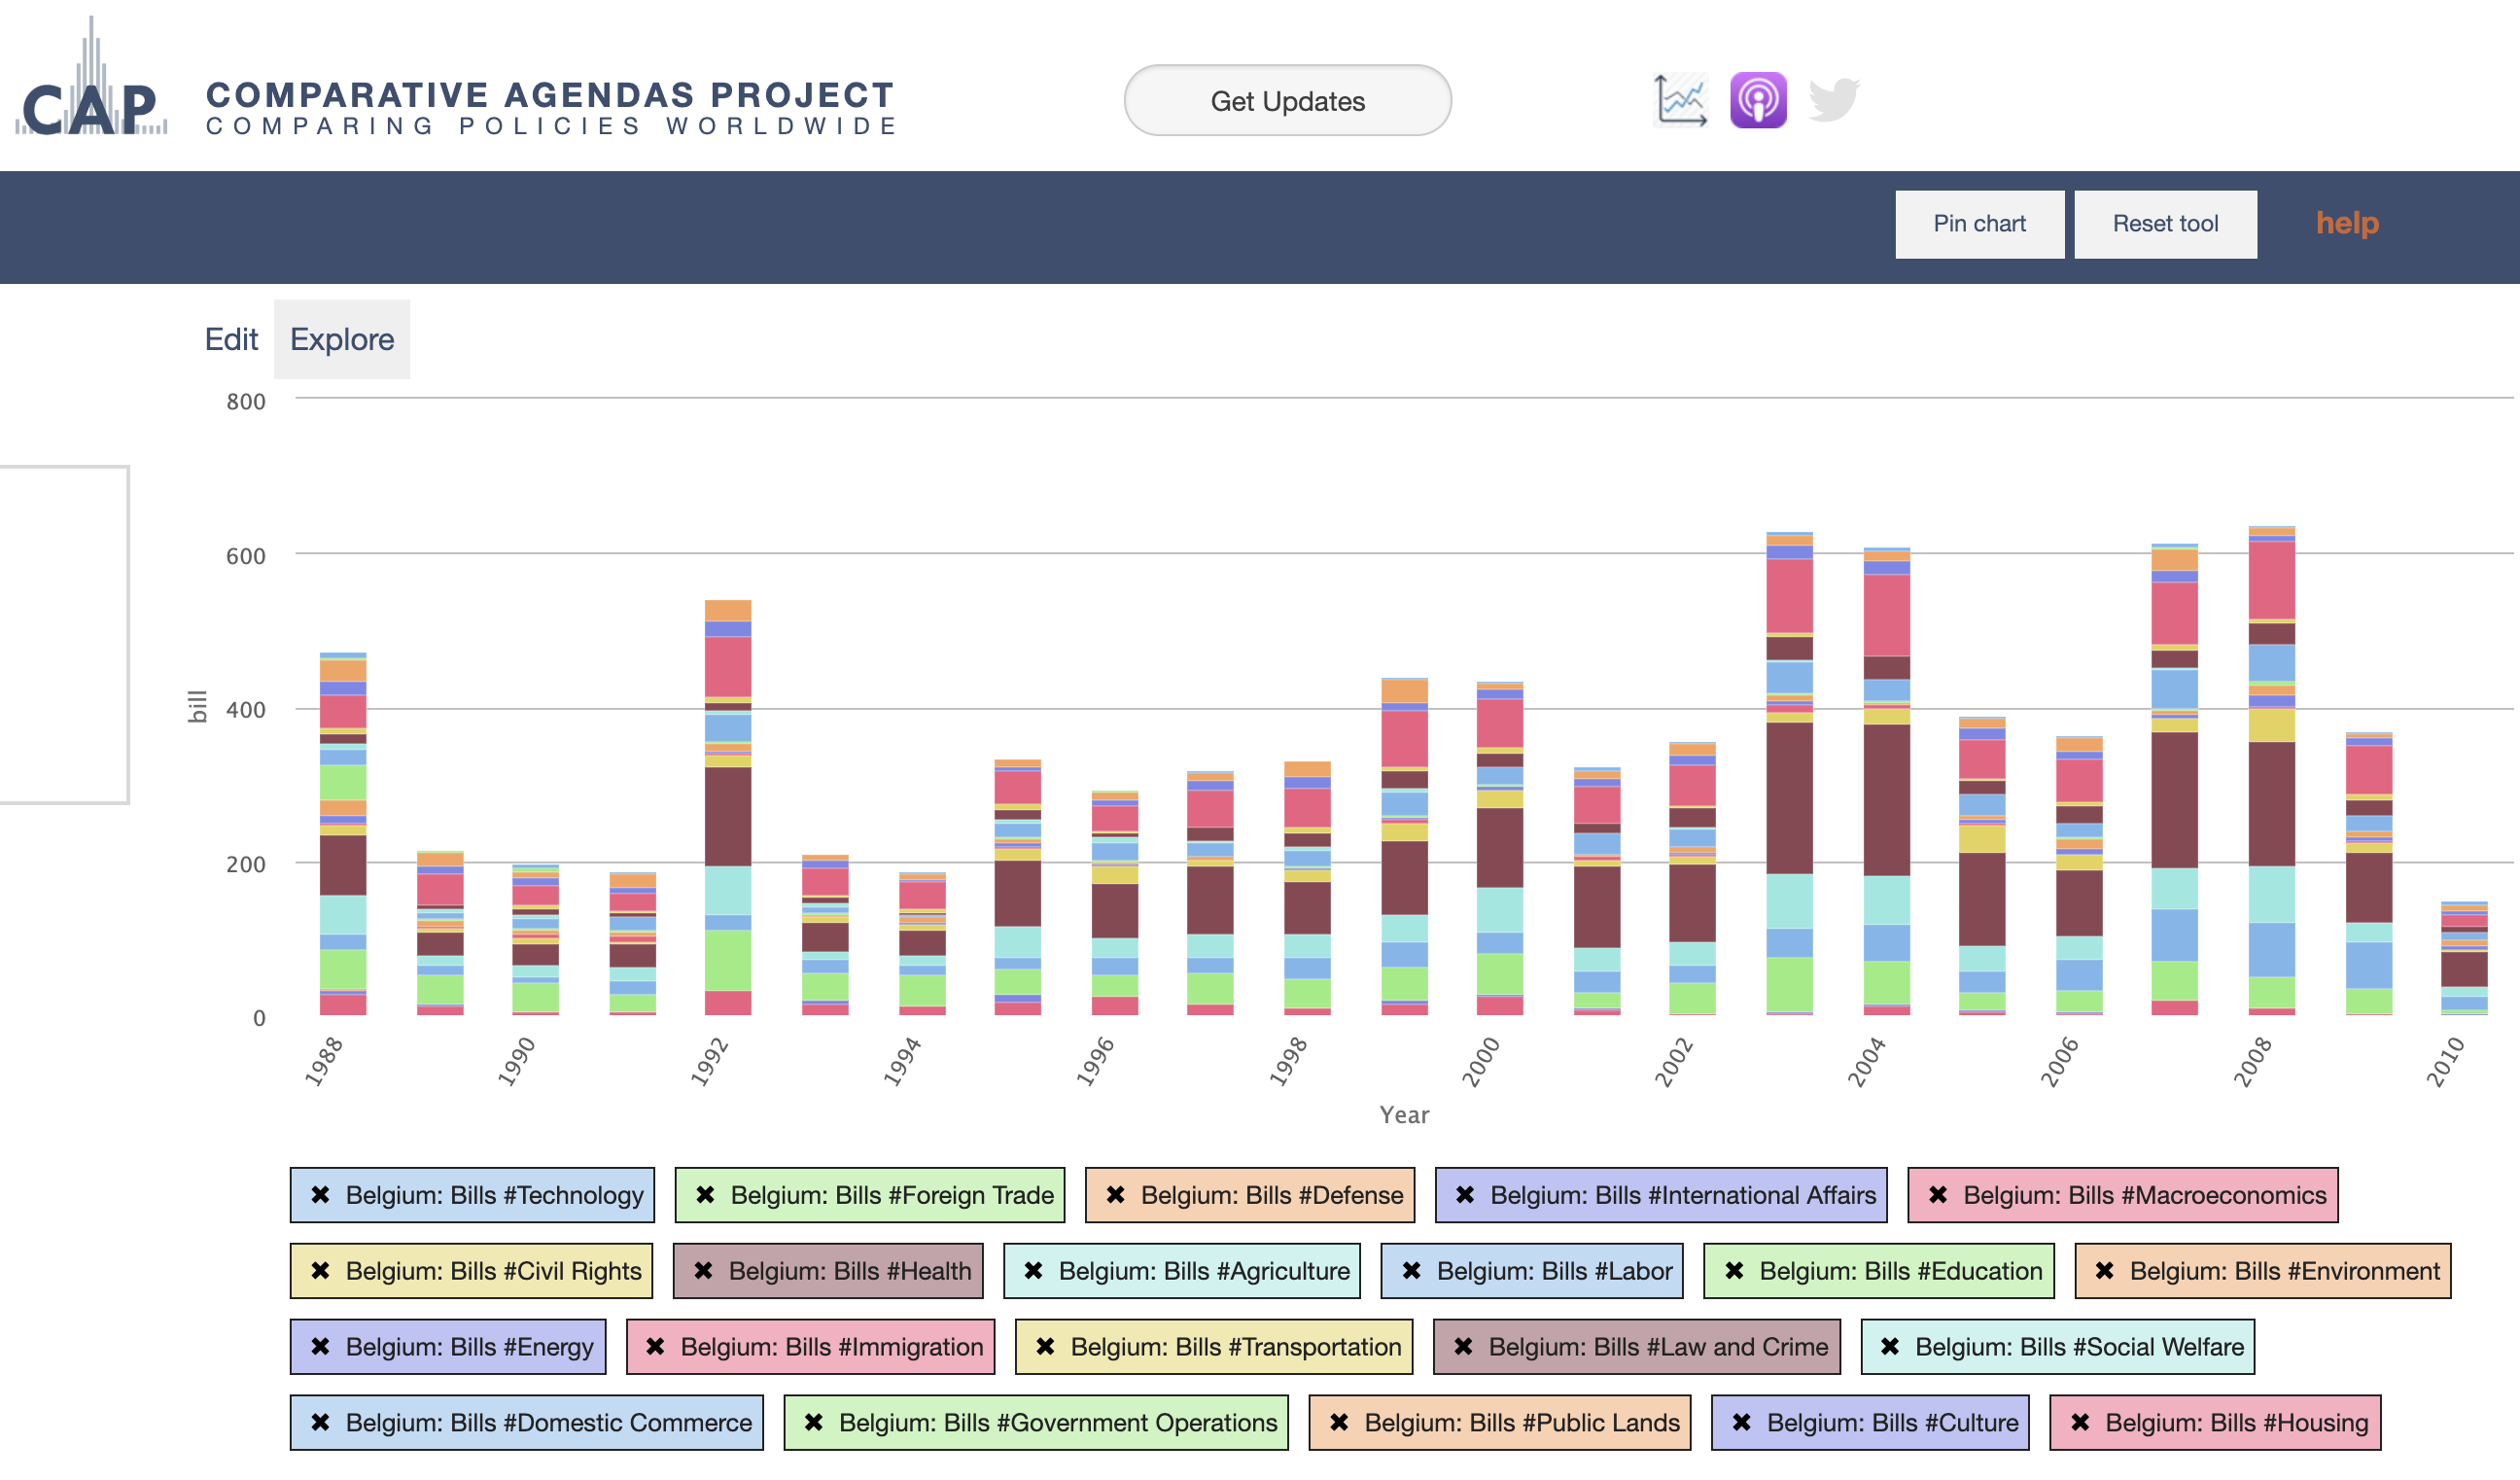 CAP
COMPARATIVE AGENDAS PROJECT
COMPARING POLICIES WORLDWIDE
Get Updates
Pin chart
Reset tool
help
Edit
Explore
800
600
400
200
0
bill
1988
1990
1992
1994
1996
1998
2000
2002
2004
2006
2008
2010
Year
✖ Belgium: Bills #Technology
✖ Belgium: Bills #Foreign Trade
✖ Belgium: Bills #Defense
✖ Belgium: Bills #International Affairs
✖ Belgium: Bills #Macroeconomics
✖ Belgium: Bills #Civil Rights
✖ Belgium: Bills #Health
✖ Belgium: Bills #Agriculture
✖ Belgium: Bills #Labor
✖ Belgium: Bills #Education
✖ Belgium: Bills #Environment
✖ Belgium: Bills #Energy
✖ Belgium: Bills #Immigration
✖ Belgium: Bills #Transportation
✖ Belgium: Bills #Law and Crime
✖ Belgium: Bills #Social Welfare
✖ Belgium: Bills #Domestic Commerce
✖ Belgium: Bills #Government Operations
✖ Belgium: Bills #Public Lands
✖ Belgium: Bills #Culture
✖ Belgium: Bills #Housing